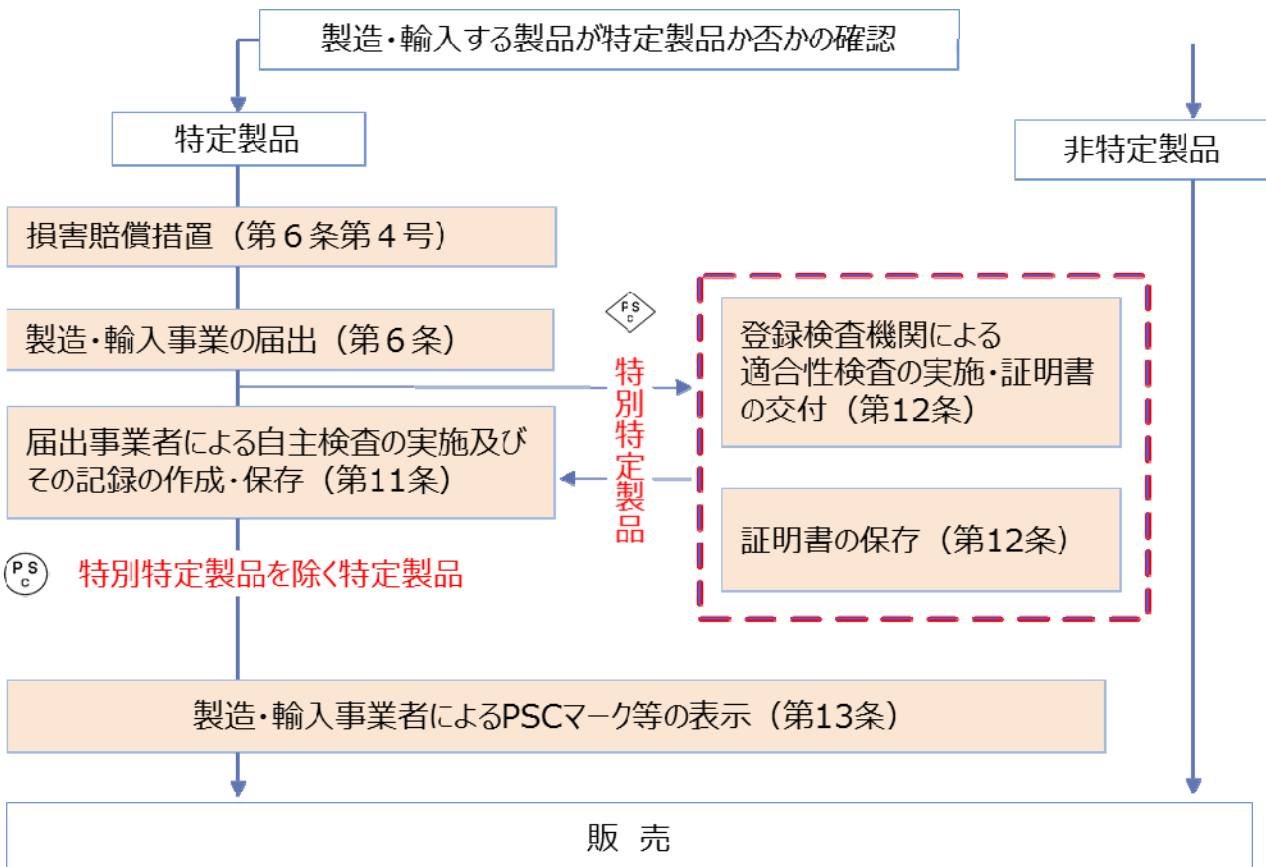 製造・輸入する製品が特定製品か否かの確認
特定製品
非特定製品
損害賠償措置（第６条第４号）
製造・輸入事業の届出（第６条）
PS
C
特別特定製品
登録検査機関による
適合性検査の実施・証明書
の交付（第12条）
届出事業者による自主検査の実施及び
その記録の作成・保存（第11条）
証明書の保存（第12条）
PS
C
特別特定製品を除く特定製品
製造・輸入事業者によるPSCマーク等の表示（第13条）
販 売